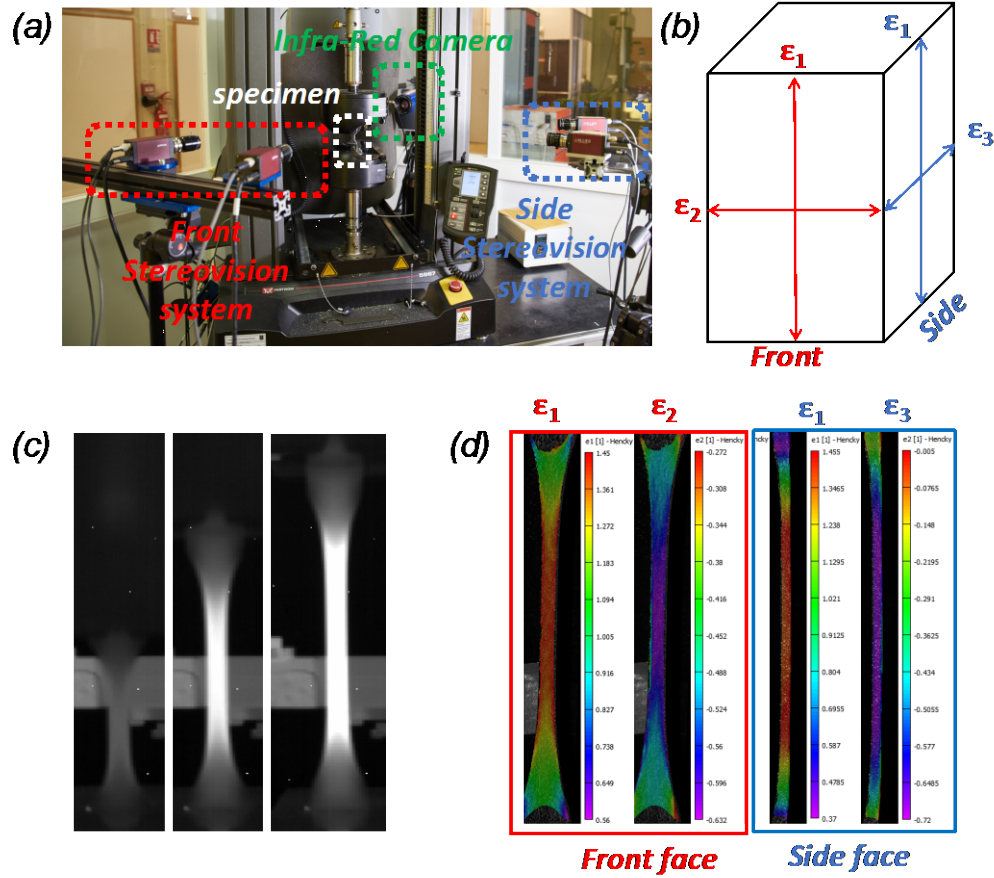 (a)
Infra-Red Camera
specimen
Front
Stereovision
system
Side
Stereovision
system
(b)
ε1
ε1
ε3
ε2
Side
Front
(c)
(d)
ε1
ε2
ε1
ε3
e1 [1] - Hencky
1.45
1.361
1.272
1.183
1.094
1.005
0.916
0.827
0.738
0.649
0.56
e2 [1] - Hencky
-0.272
-0.308
-0.344
-0.38
-0.416
-0.452
-0.488
-0.524
-0.56
-0.596
-0.632
e1 [1] - Hencky
1.455
1.3465
1.238
1.1295
1.021
0.9125
0.804
0.6955
0.587
0.4785
0.37
e2 [1] - Hencky
-0.005
-0.0765
-0.148
-0.2195
-0.291
-0.3625
-0.434
-0.5055
-0.577
-0.6485
-0.72
Front face
Side face